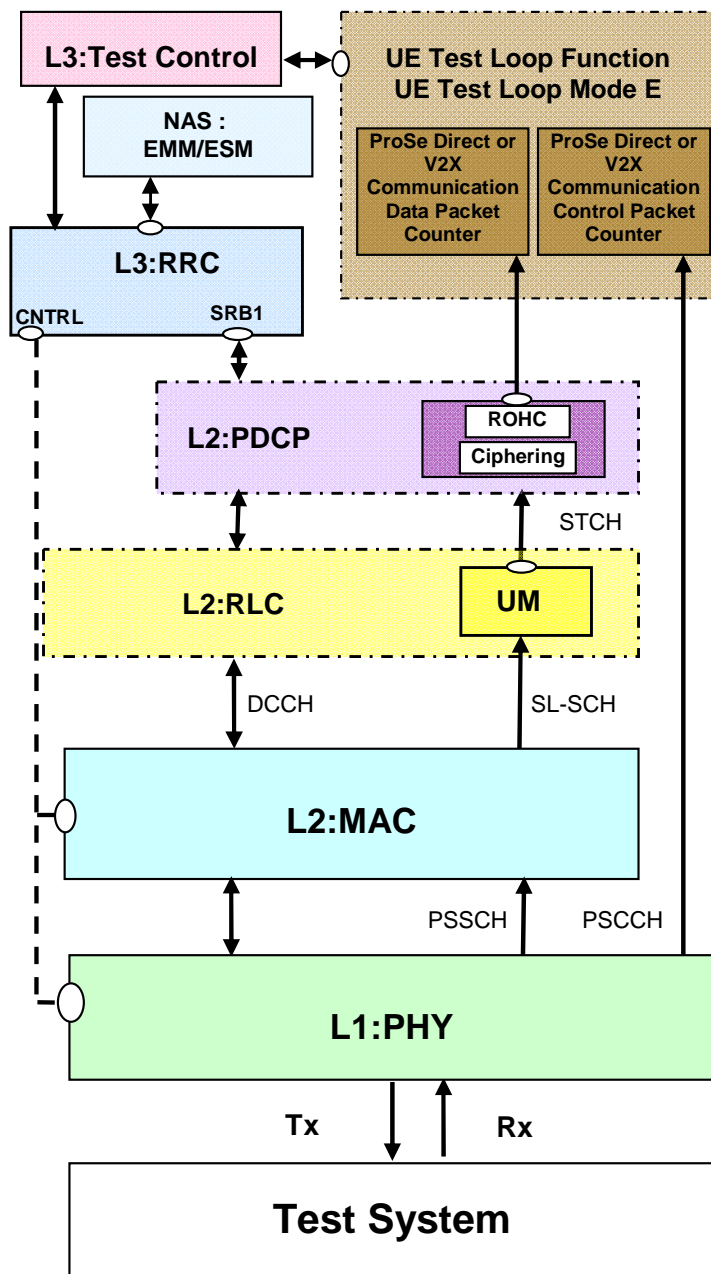 L3:Test Control
UE Test Loop Function
UE Test Loop Mode E
NAS :
EMM/ESM
ProSe Direct or
V2X
Communication
Data Packet
Counter
ProSe Direct or
V2X
Communication
Control Packet
Counter
L3:RRC
CNTRL
SRB1
L2:PDCP
ROHC
Ciphering
STCH
L2:RLC
UM
DCCH
SL-SCH
L2:MAC
PSSCH
PSCCH
L1:PHY
Tx
Rx
Test System